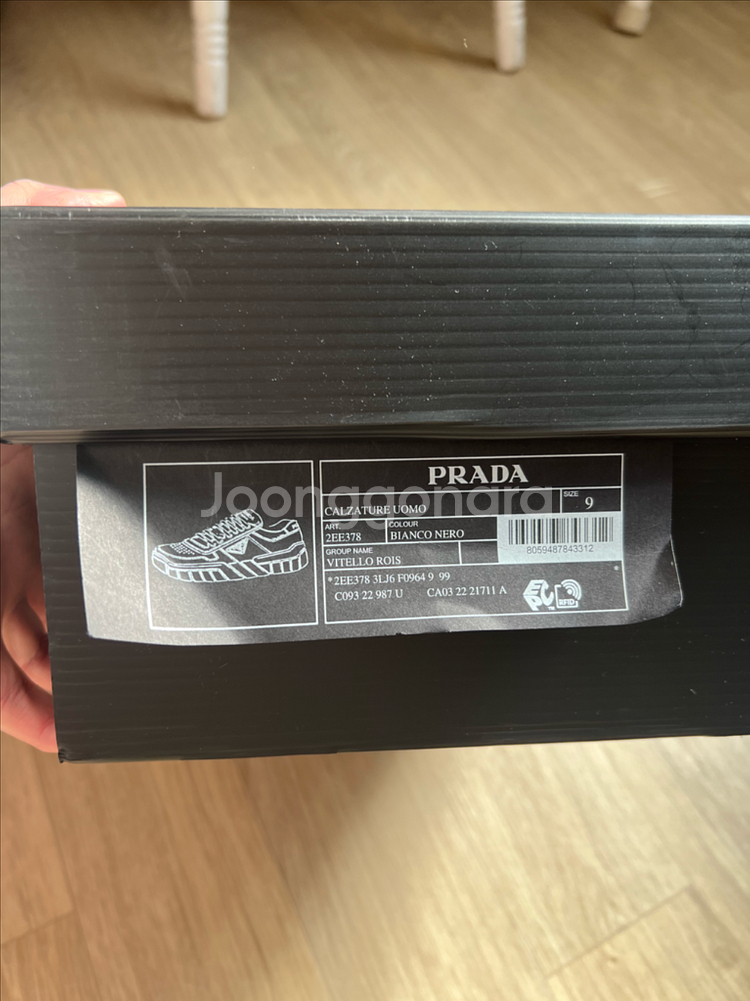 PRADA
CALZATURE UOMO
SIZE
9
ART.
2EE378
COLOUR
BIANCO NERO
GROUP NAME
VITELLO ROIS
8059487843312
*2EE378 3LJ6 F0964 9 99 *
C093 22 987 U CA03 22 21711 A
EPC™ RFID
Joonggonara